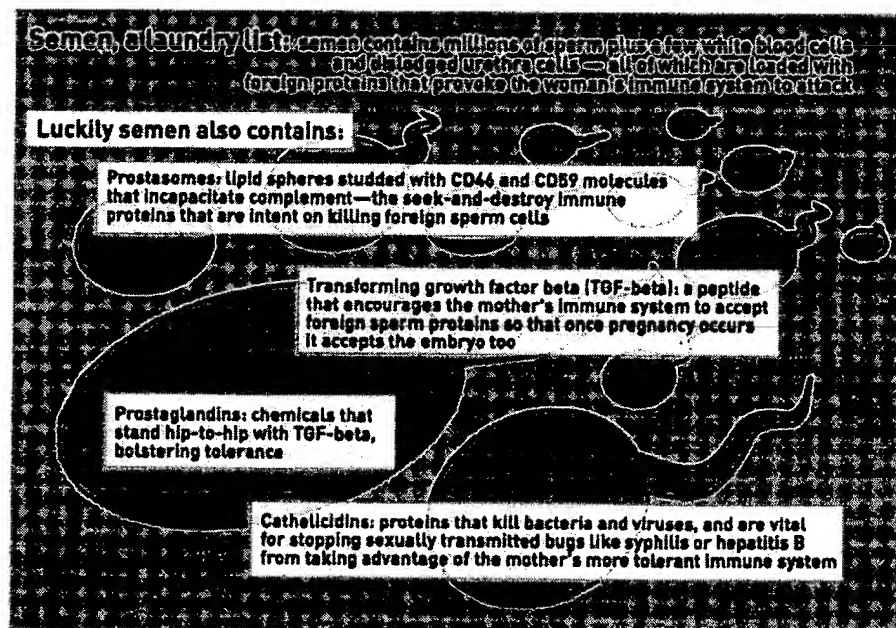 Semen, a laundry list: semen contains millions of sperm plus a few white blood cells
and dislodged urethra cells — all of which are loaded with
foreign proteins that provoke the woman's immune system to attack
Luckily semen also contains:
Prostasomes: lipid spheres studded with CD46 and CD59 molecules
that incapacitate complement—the seek-and-destroy immune
proteins that are intent on killing foreign sperm cells
Transforming growth factor beta (TGF-beta): a peptide
that encourages the mother's immune system to accept
foreign sperm proteins so that once pregnancy occurs
it accepts the embryo too
Prostaglandins: chemicals that
stand hip-to-hip with TGF-beta,
bolstering tolerance
Cathelicidins: proteins that kill bacteria and viruses, and are vital
for stopping sexually transmitted bugs like syphilis or hepatitis B
from taking advantage of the mother's more tolerant immune system